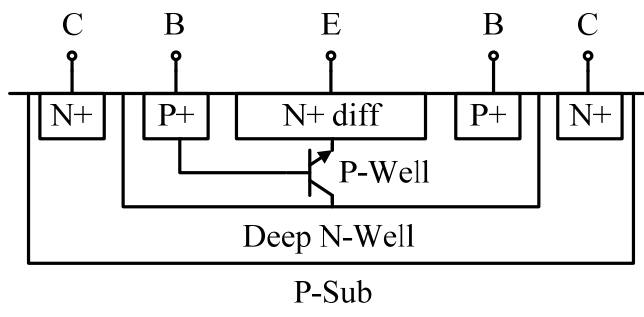 C B E B C
N+ P+ N+ diff P+ N+
P-Well
Deep N-Well
P-Sub